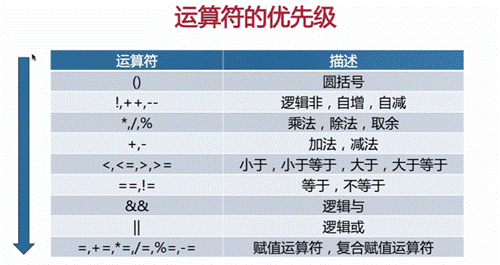 运算符的优先级
运算符 描述
() 圆括号
!,++,-- 逻辑非，自增，自减
*,/,% 乘法，除法，取余
+,- 加法，减法
<,<=,>,>= 小于，小于等于，大于，大于等于
==,!= 等于，不等于
&& 逻辑与
|| 逻辑或
=,+=,*=,/=,%=,-= 赋值运算符，复合赋值运算符